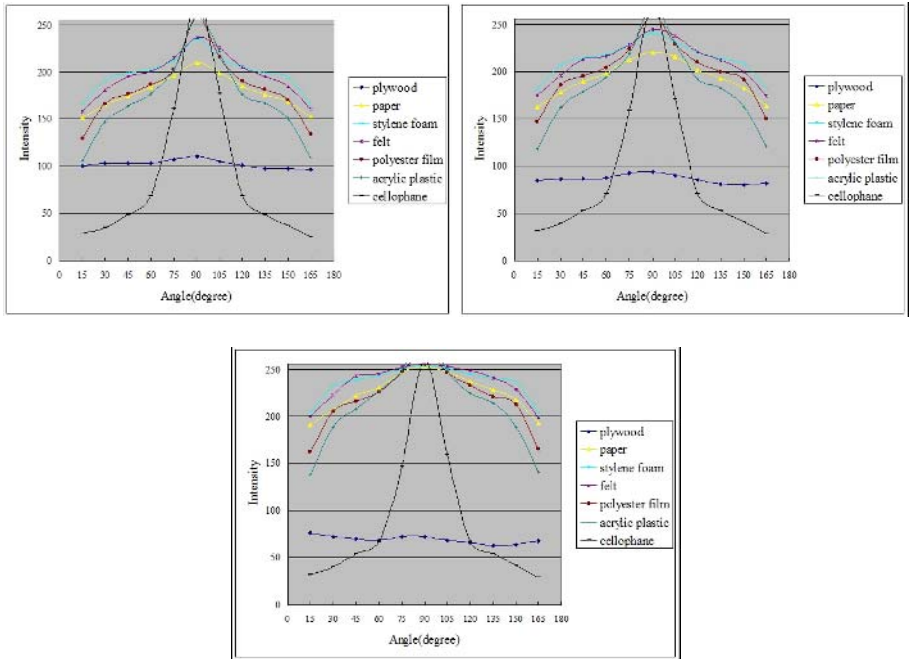 Intensity
250
200
150
100
50
0
0 15 30 45 60 75 90 105 120 135 150 165 180
Angle(degree)
plywood
paper
stylene foam
felt
polyester film
acrylic plastic
cellophane
Intensity
250
200
150
100
50
0
0 15 30 45 60 75 90 105 120 135 150 165 180
Angle(degree)
plywood
paper
stylene foam
felt
polyester film
acrylic plastic
cellophane
Intensity
250
200
150
100
50
0
0 15 30 45 60 75 90 105 120 135 150 165 180
Angle(degree)
plywood
paper
stylene foam
felt
polyester film
acrylic plastic
cellophane